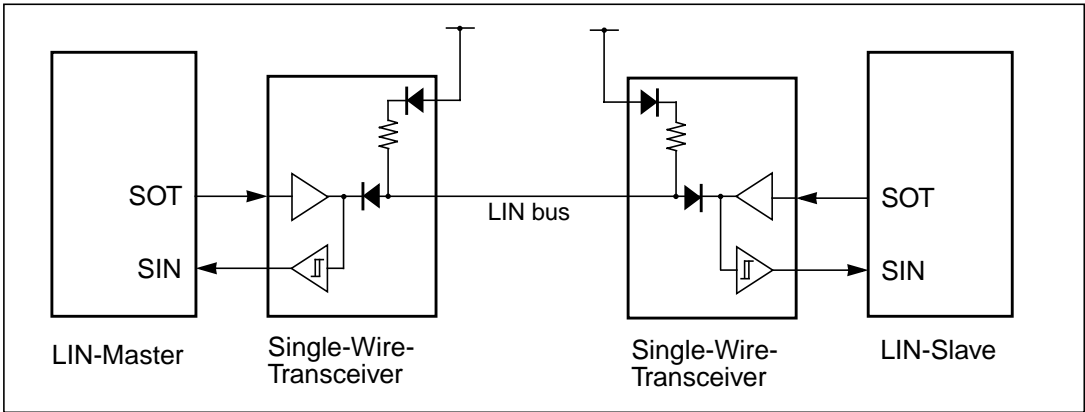 SOT
SIN
LIN bus
SOT
SIN
LIN-Master
Single-Wire-
Transceiver
Single-Wire-
Transceiver
LIN-Slave